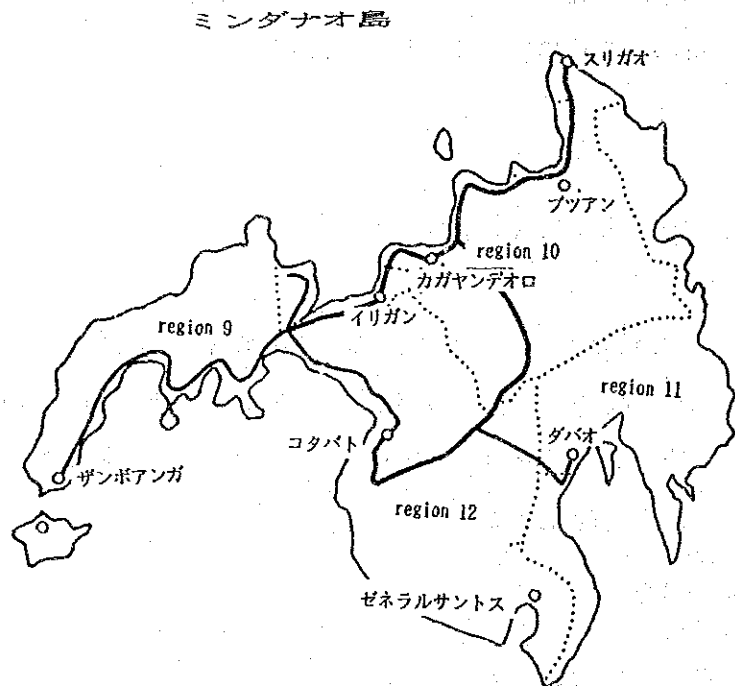 ミンダナオ島
スリガオ
ブツアン
region 10
カガヤンデオロ
イリガン
region 9
region 11
コタバト
ダバオ
ザンボアンガ
region 12
ゼネラルサントス